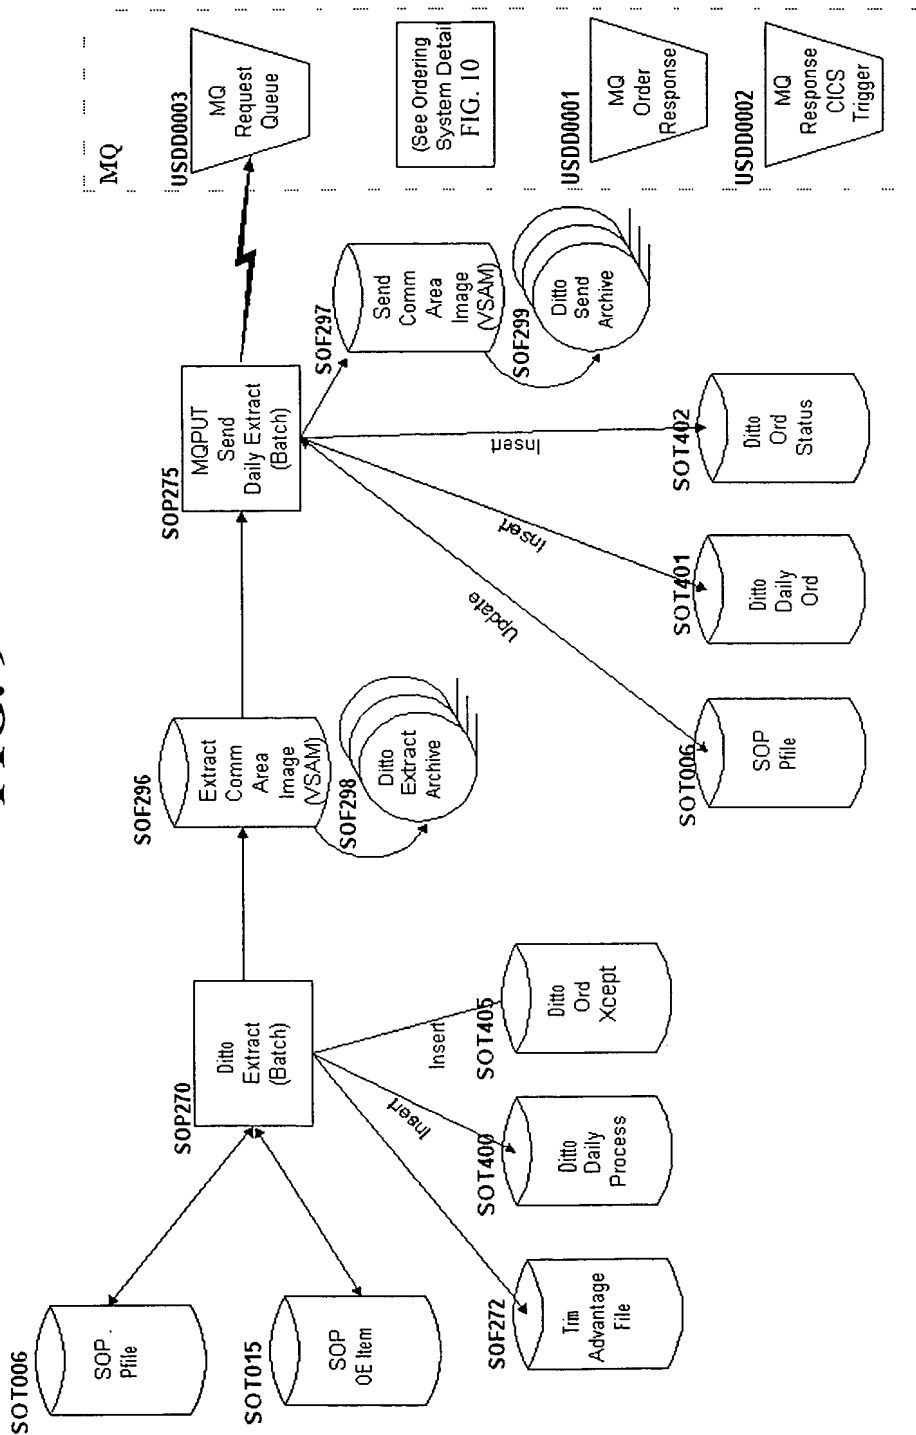 SOT006
SOP
Pfile
SOT015
SOP
OE Item
SOP270
Ditto
Extract
(Batch)
SOF272
Trim
Advantage
File
Insert
SOT400
Ditto
Daily
Process
Insert
SOT405
Ditto
Ord
Xcept
SOF296
Extract
Comm
Area
Image
(VSAM)
SOF298
Ditto
Extract
Archive
SOP275
MQPUT
Send
Daily Extract
(Batch)
Update
SOT006
SOP
Pfile
Insert
SOT401
Ditto
Daily
Ord
Insert
SOT402
Ditto
Ord
Status
SOF297
Send
Comm
Area
Image
(VSAM)
SOF299
Ditto
Send
Archive
MQ
USDD0003
MQ
Request
Queue
(See Ordering
System Detail
FIG. 10
USDD0001
MQ
Order
Response
USDD0002
MQ
Response
CICS
Trigger